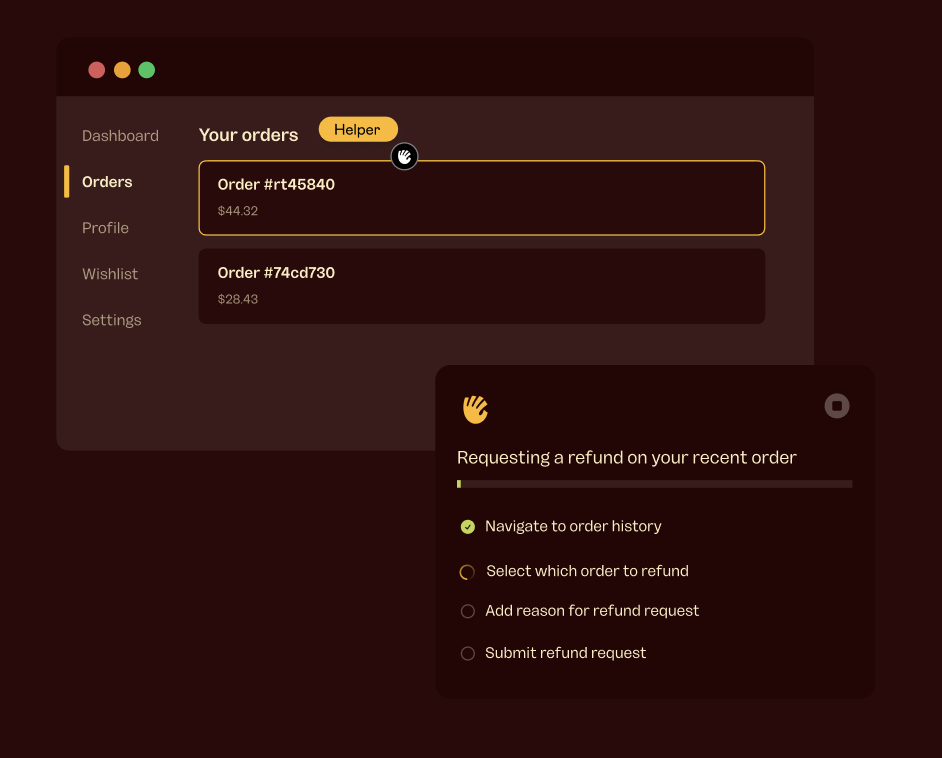 Dashboard
Orders
Profile
Wishlist
Settings
Your orders
Helper
Order #rt45840
$44.32
Order #74cd730
$28.43
Requesting a refund on your recent order
Navigate to order history
Select which order to refund
Add reason for refund request
Submit refund request